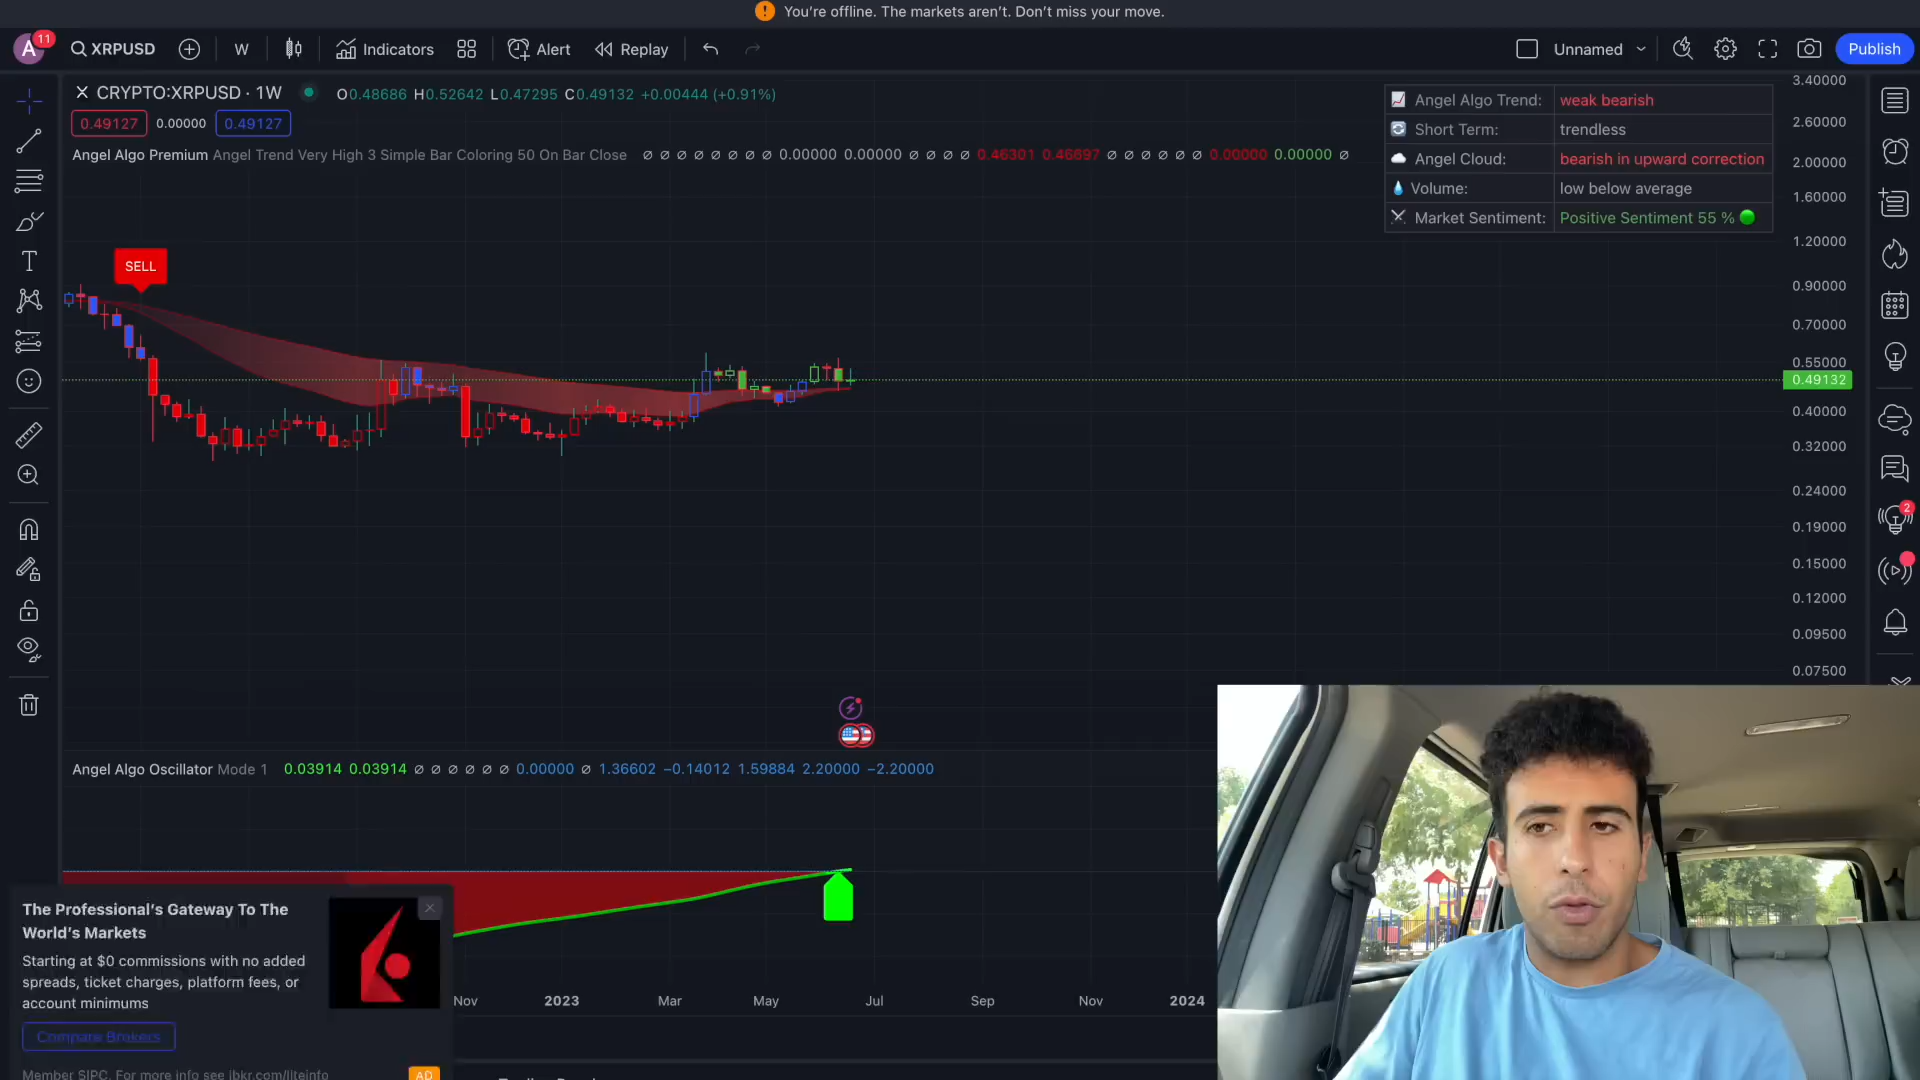 You're offline. The markets aren't. Don't miss your move.
A 11 XRPUSD W Indicators Alert Replay Unnamed Publish
CRYPTO:XRPUSD · 1W O0.48686 H0.52642 L0.47295 C0.49132 +0.00444 (+0.91%)
0.49127 0.00000 0.49127
Angel Algo Premium Angel Trend Very High 3 Simple Bar Coloring 50 On Bar Close ∅ ∅ ∅ ∅ ∅ ∅ ∅ ∅ 0.00000 0.00000 ∅ ∅ ∅ ∅ 0.46301 0.46697 ∅ ∅ ∅ ∅ ∅ ∅ 0.00000 0.00000 ∅
Angel Algo Trend: weak bearish
Short Term: trendless
Angel Cloud: bearish in upward correction
Volume: low below average
Market Sentiment: Positive Sentiment 55 %
SELL
3.40000
2.60000
2.00000
1.60000
1.20000
0.90000
0.70000
0.55000
0.49132
0.40000
0.32000
0.24000
0.19000
0.15000
0.12000
0.09500
0.07500
2
Angel Algo Oscillator Mode 1 0.03914 0.03914 ∅ ∅ ∅ ∅ ∅ ∅ 0.00000 ∅ 1.36602 −0.14012 1.59884 2.20000 −2.20000
The Professional's Gateway To The
World's Markets
Starting at $0 commissions with no added
spreads, ticket charges, platform fees, or
account minimums
Compare Brokers
Member SIPC. For more info see ibkr.com/liteinfo
AD
Nov 2023 Mar May Jul Sep Nov 2024